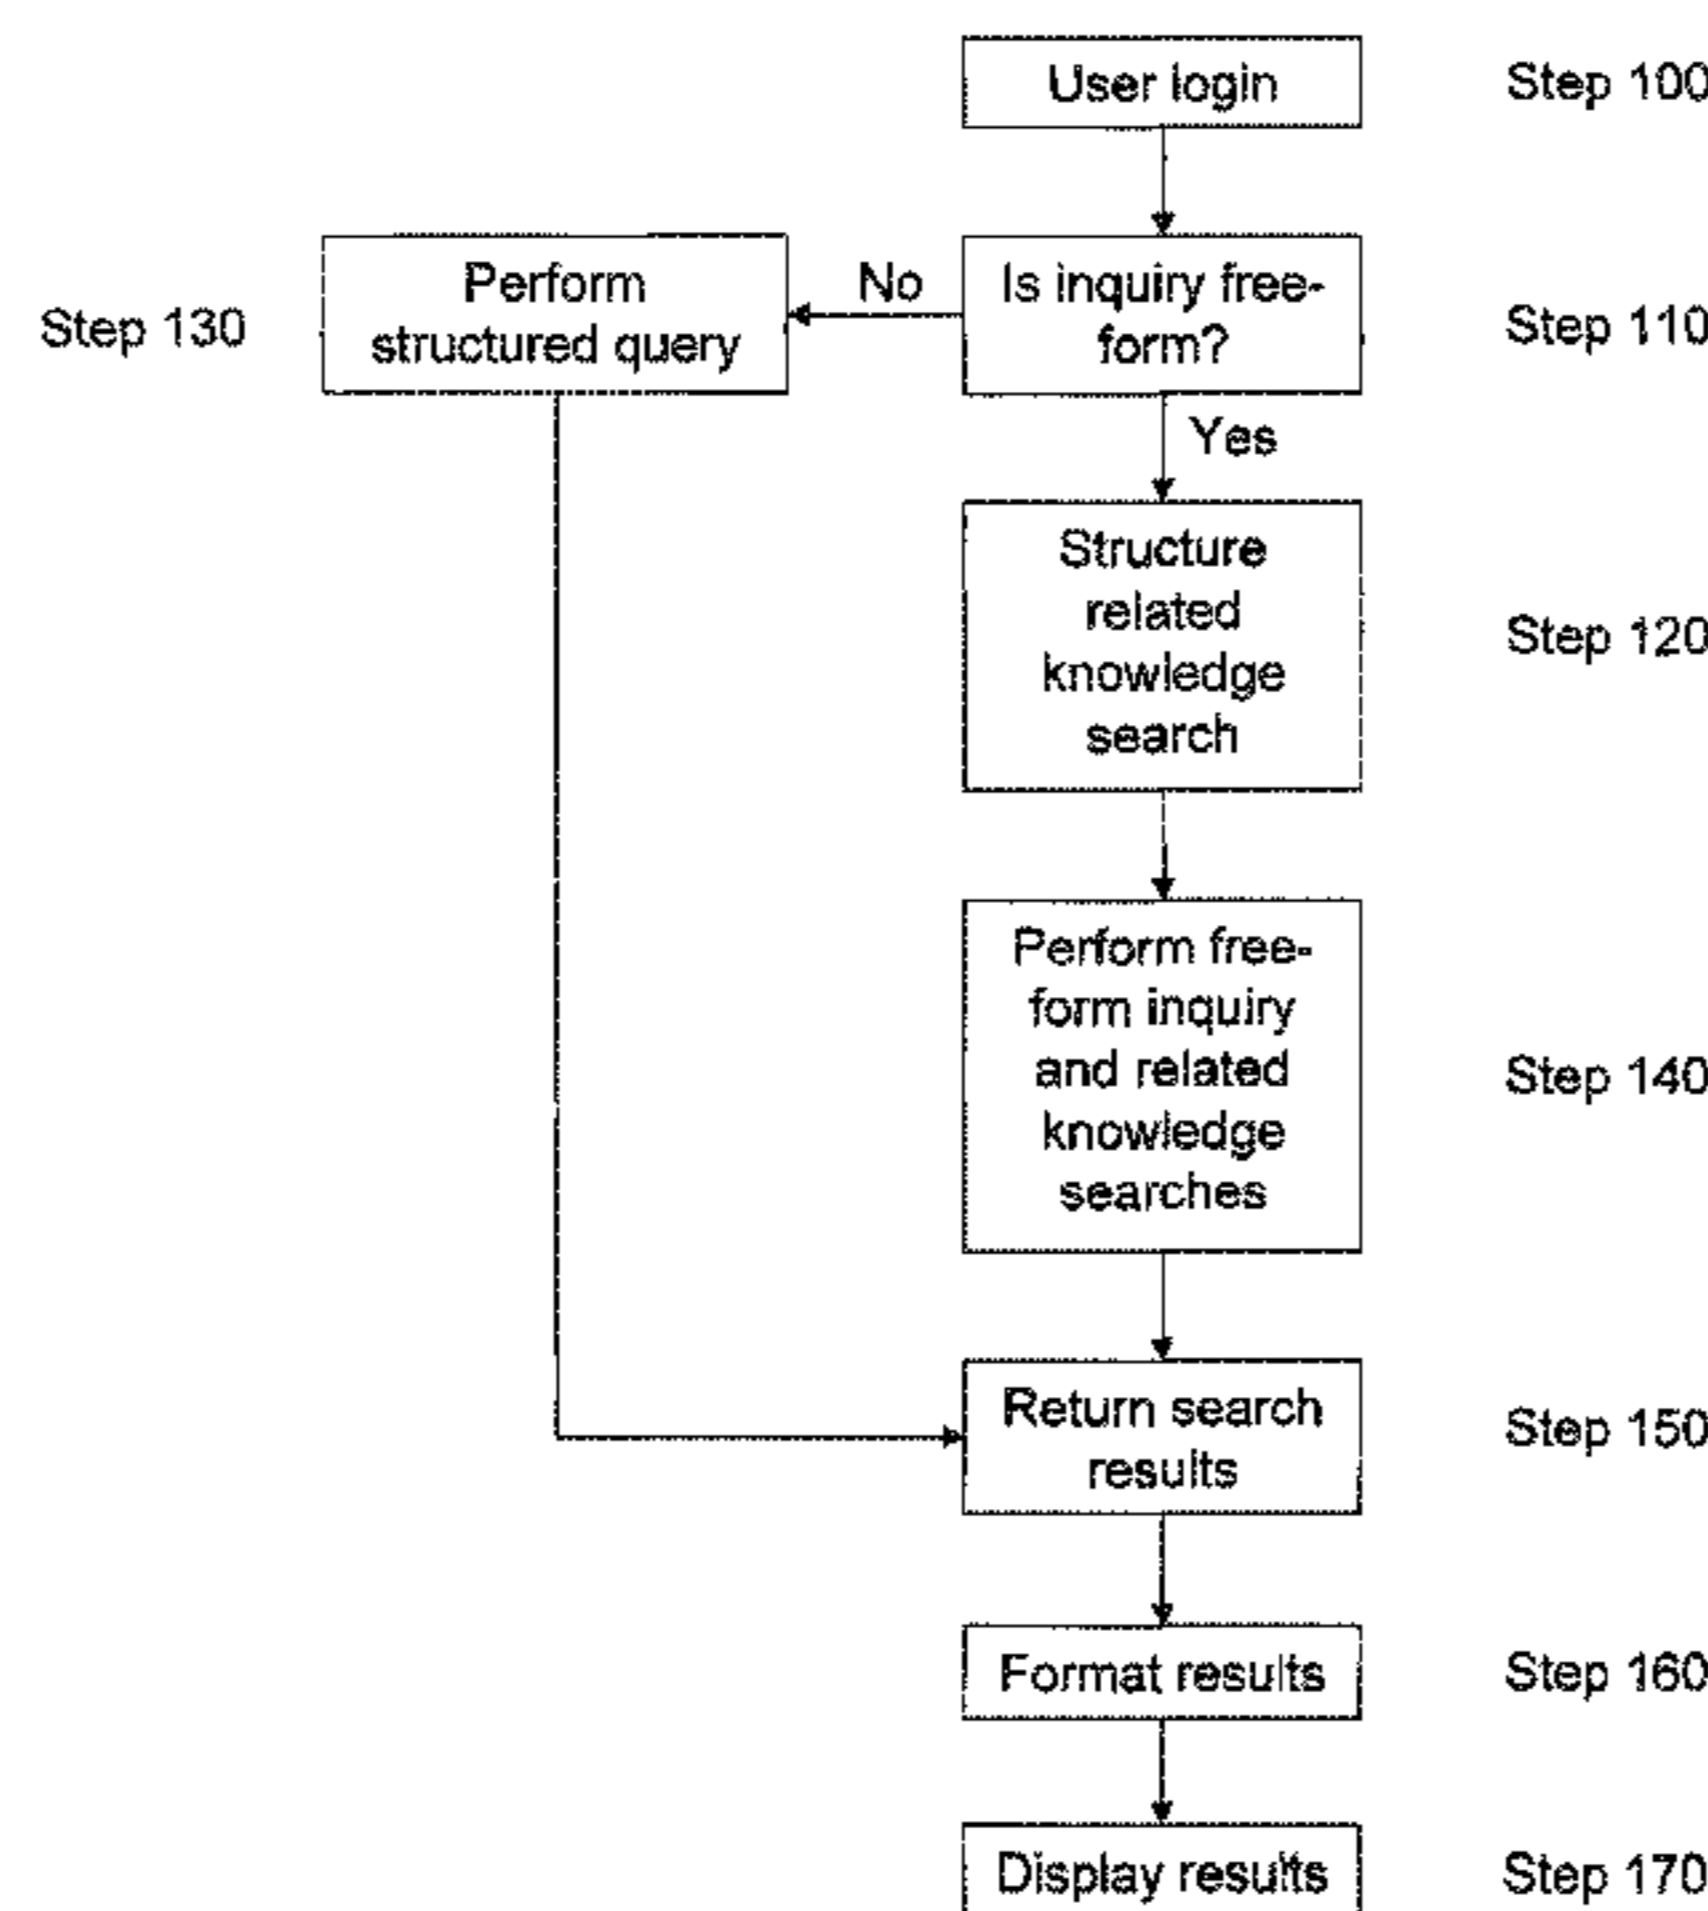 User login
Step 100
Perform
structured query
Step 130
No
Is inquiry free-
form?
Step 110
Yes
Structure
related
knowledge
search
Step 120
Perform free-
form inquiry
and related
knowledge
searches
Step 140
Return search
results
Step 150
Format results
Step 160
Display results
Step 170